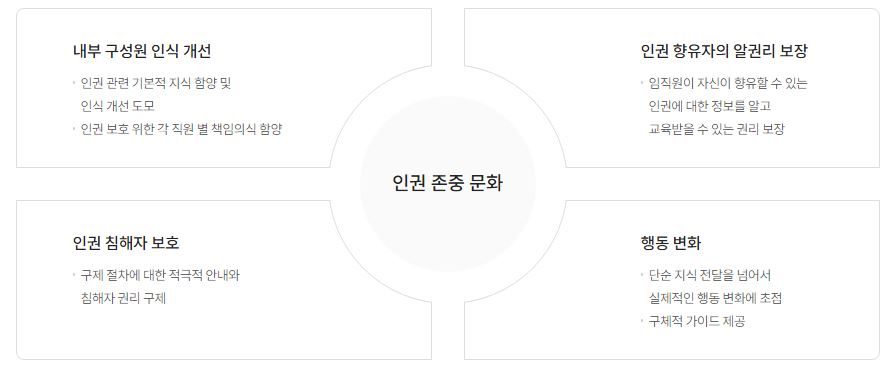 내부 구성원 인식 개선
인권 관련 기본적 지식 함양 및
인식 개선 도모
인권 보호 위한 각 직원 별 책임의식 함양
인권 향유자의 알권리 보장
임직원이 자신이 향유할 수 있는
인권에 대한 정보를 알고
교육받을 수 있는 권리 보장
인권 존중 문화
인권 침해자 보호
구제 절차에 대한 적극적 안내와
침해자 권리 구제
행동 변화
단순 지식 전달을 넘어서
실제적인 행동 변화에 초점
구체적 가이드 제공